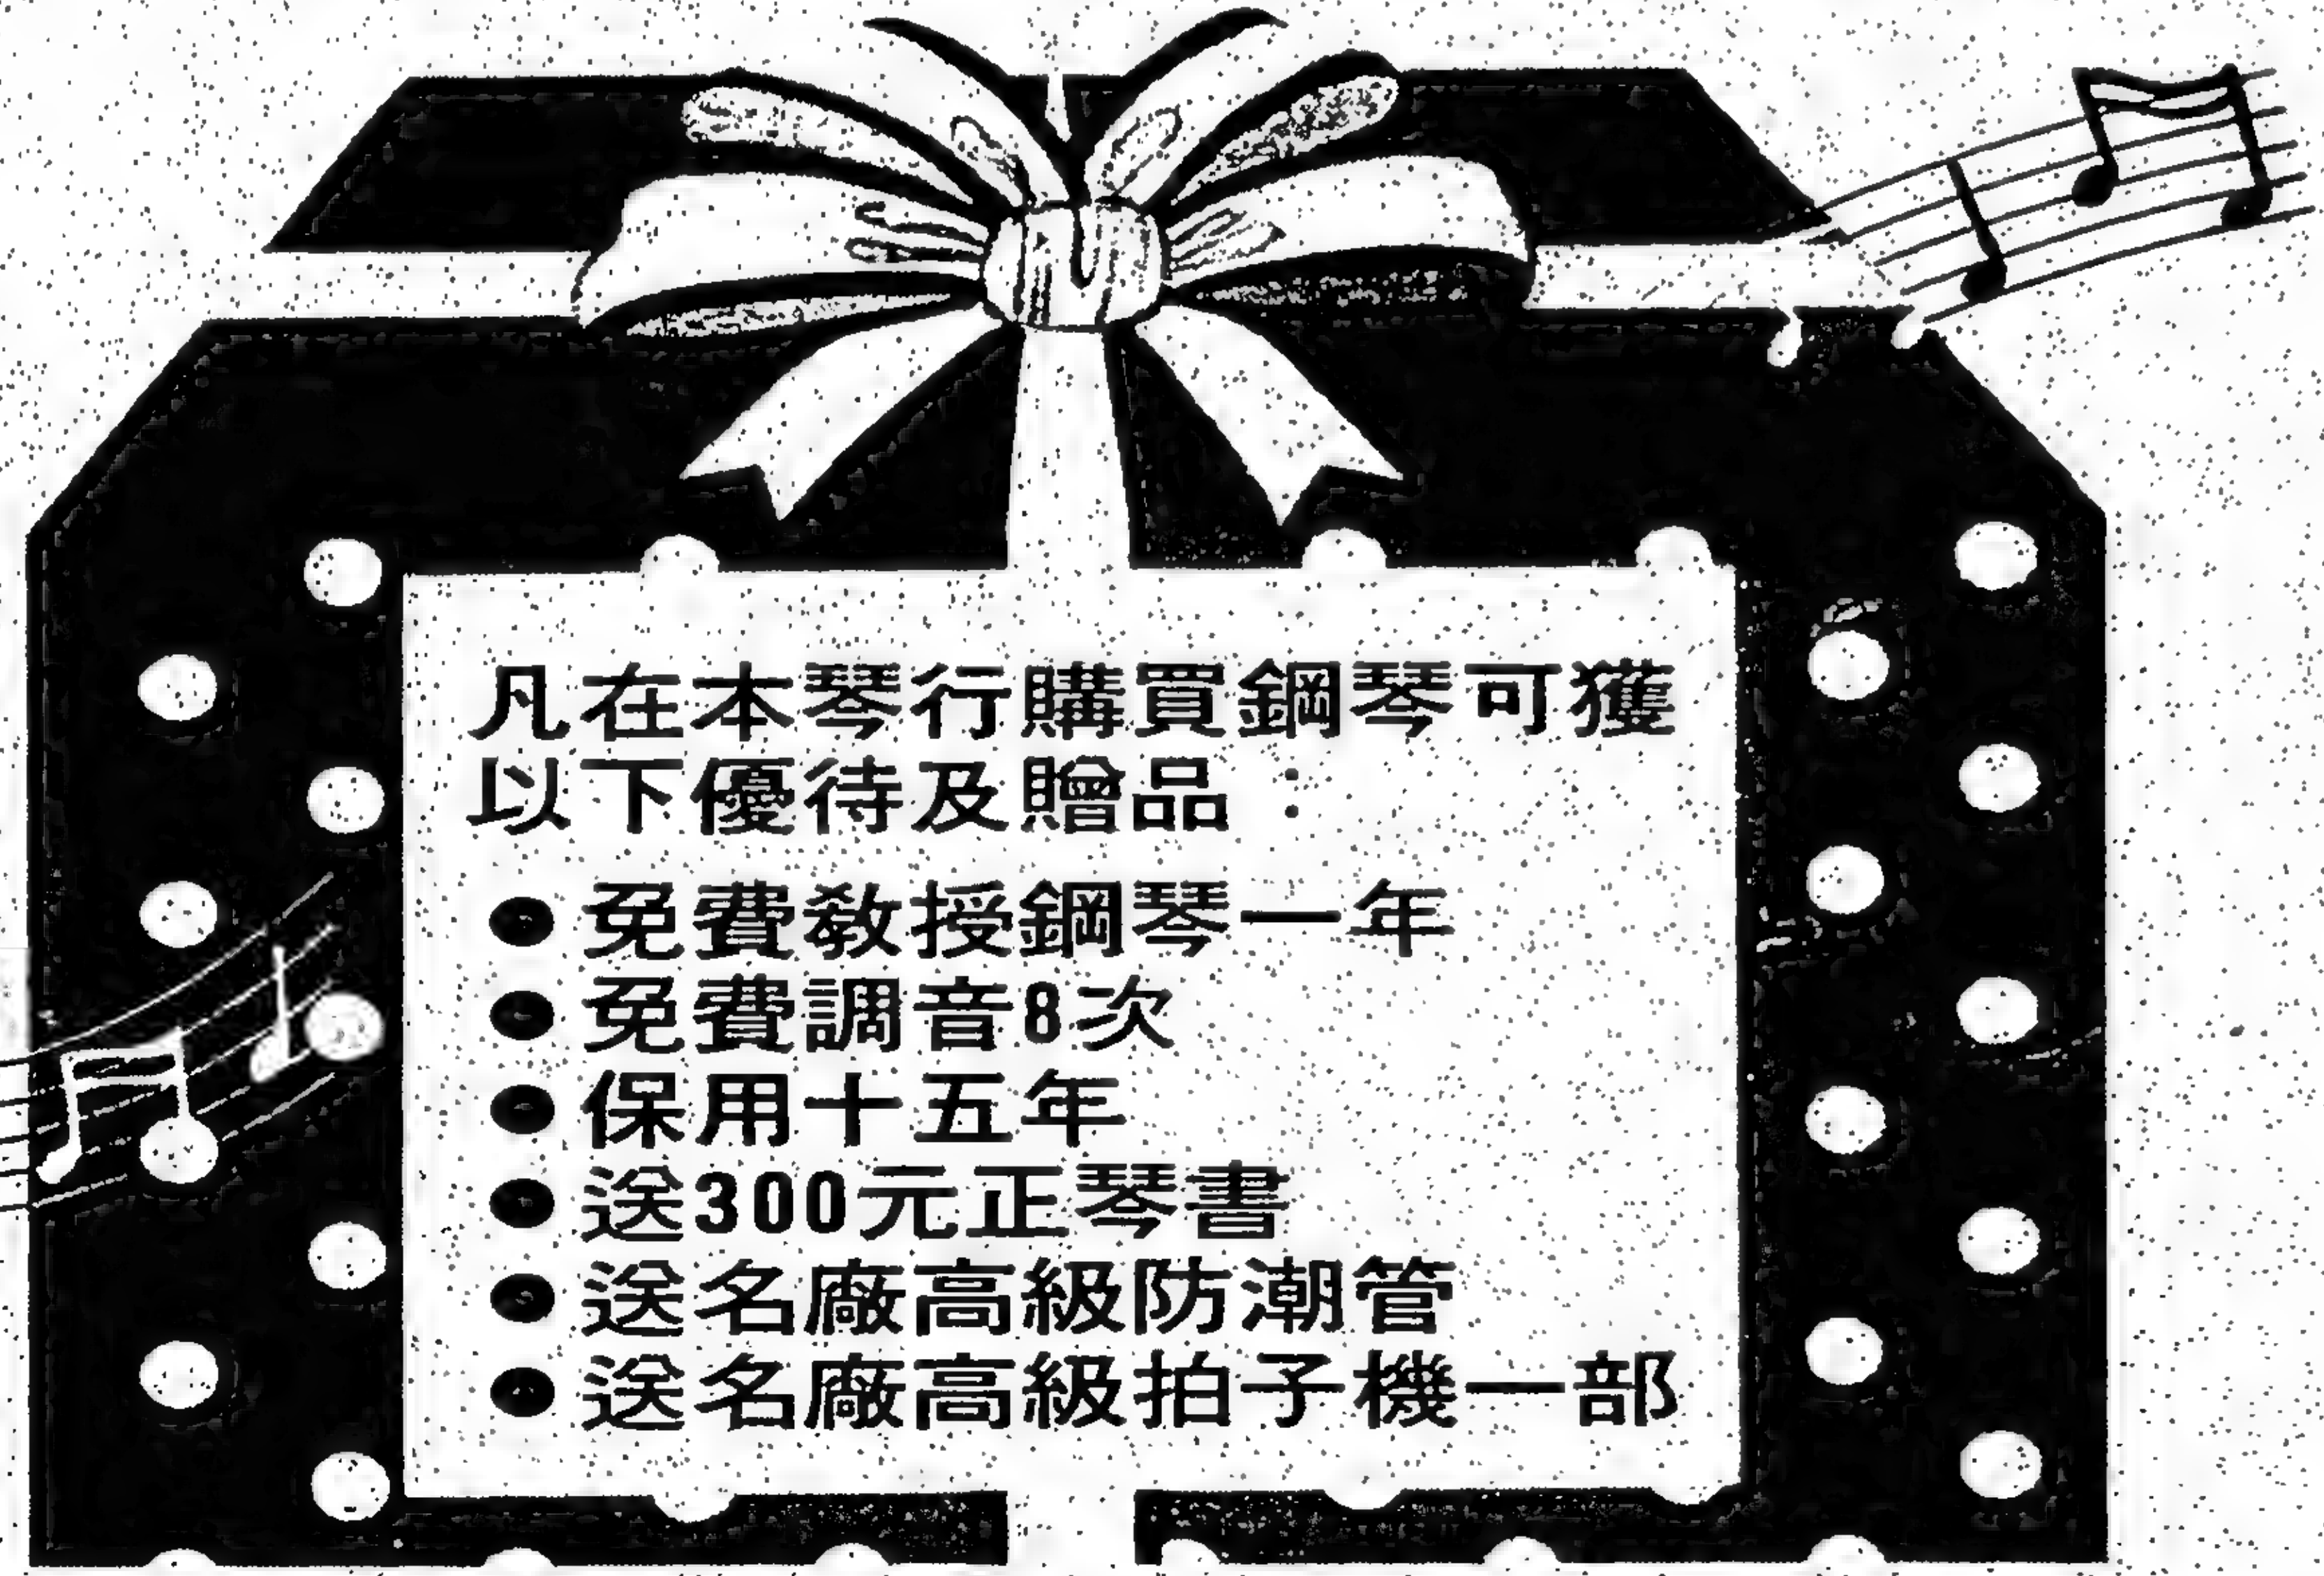 凡在本琴行購買鋼琴可獲
以下優待及贈品：
●免費教授鋼琴一年
●免費調音8次
●保用十五年
●送300元正琴書
●送名廠高級防潮管
●送名廠高級拍子機一部